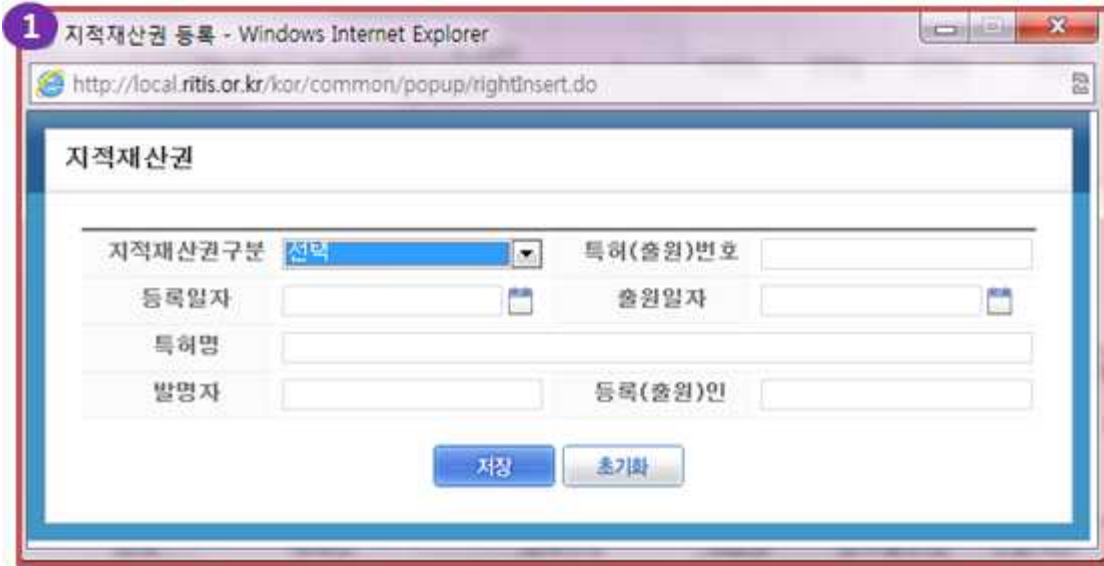 1
지적재산권 등록 - Windows Internet Explorer
http://local.ritis.or.kr/kor/common/popup/rightInsert.do
지적재산권
지적재산권구분 선택 특허(출원)번호
등록일자 출원일자
특허명
발명자 등록(출원)인
저장 초기화